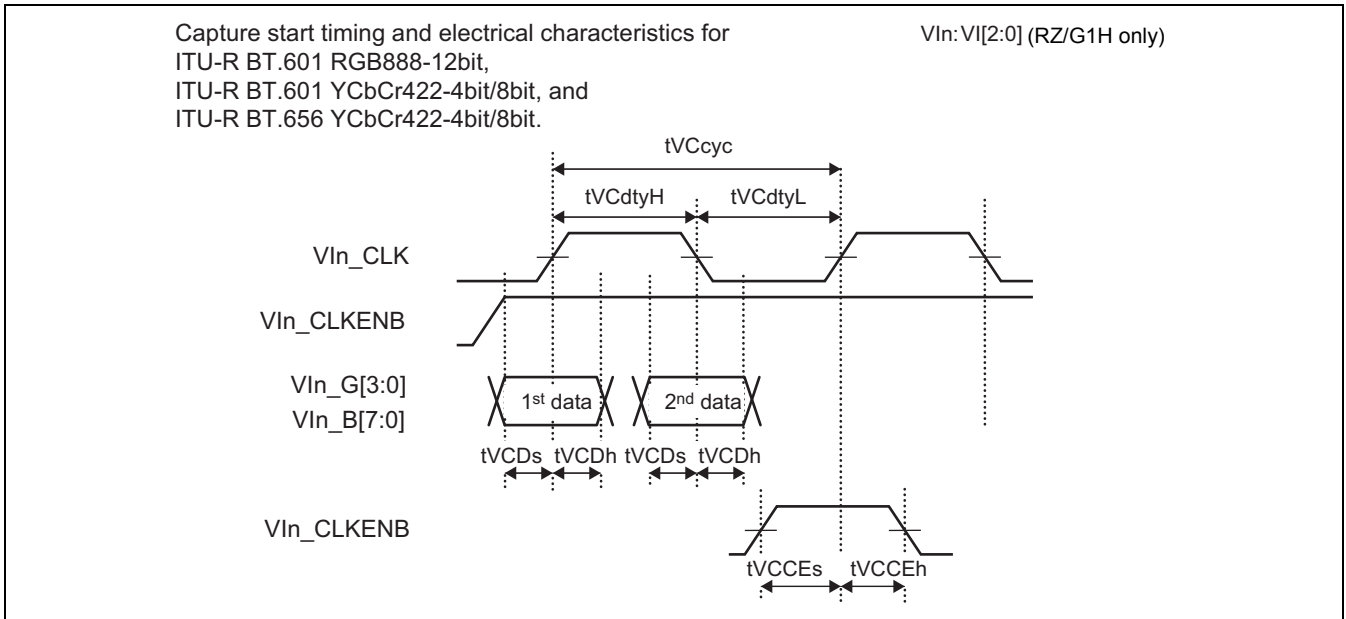 Capture start timing and electrical characteristics for
VIn: VI[2:0] (RZ/G1H only)
ITU-R BT.601 RGB888-12bit,
ITU-R BT.601 YCbCr422-4bit/8bit, and
ITU-R BT.656 YCbCr422-4bit/8bit.
tVCcyc
tVCdtyH tVCdtyL
VIn_CLK
VIn_CLKENB
VIn_G[3:0]
VIn_B[7:0]
1st data 2nd data
tVCDs tVCDh tVCDs tVCDh
VIn_CLKENB
tVCCEs tVCCEh